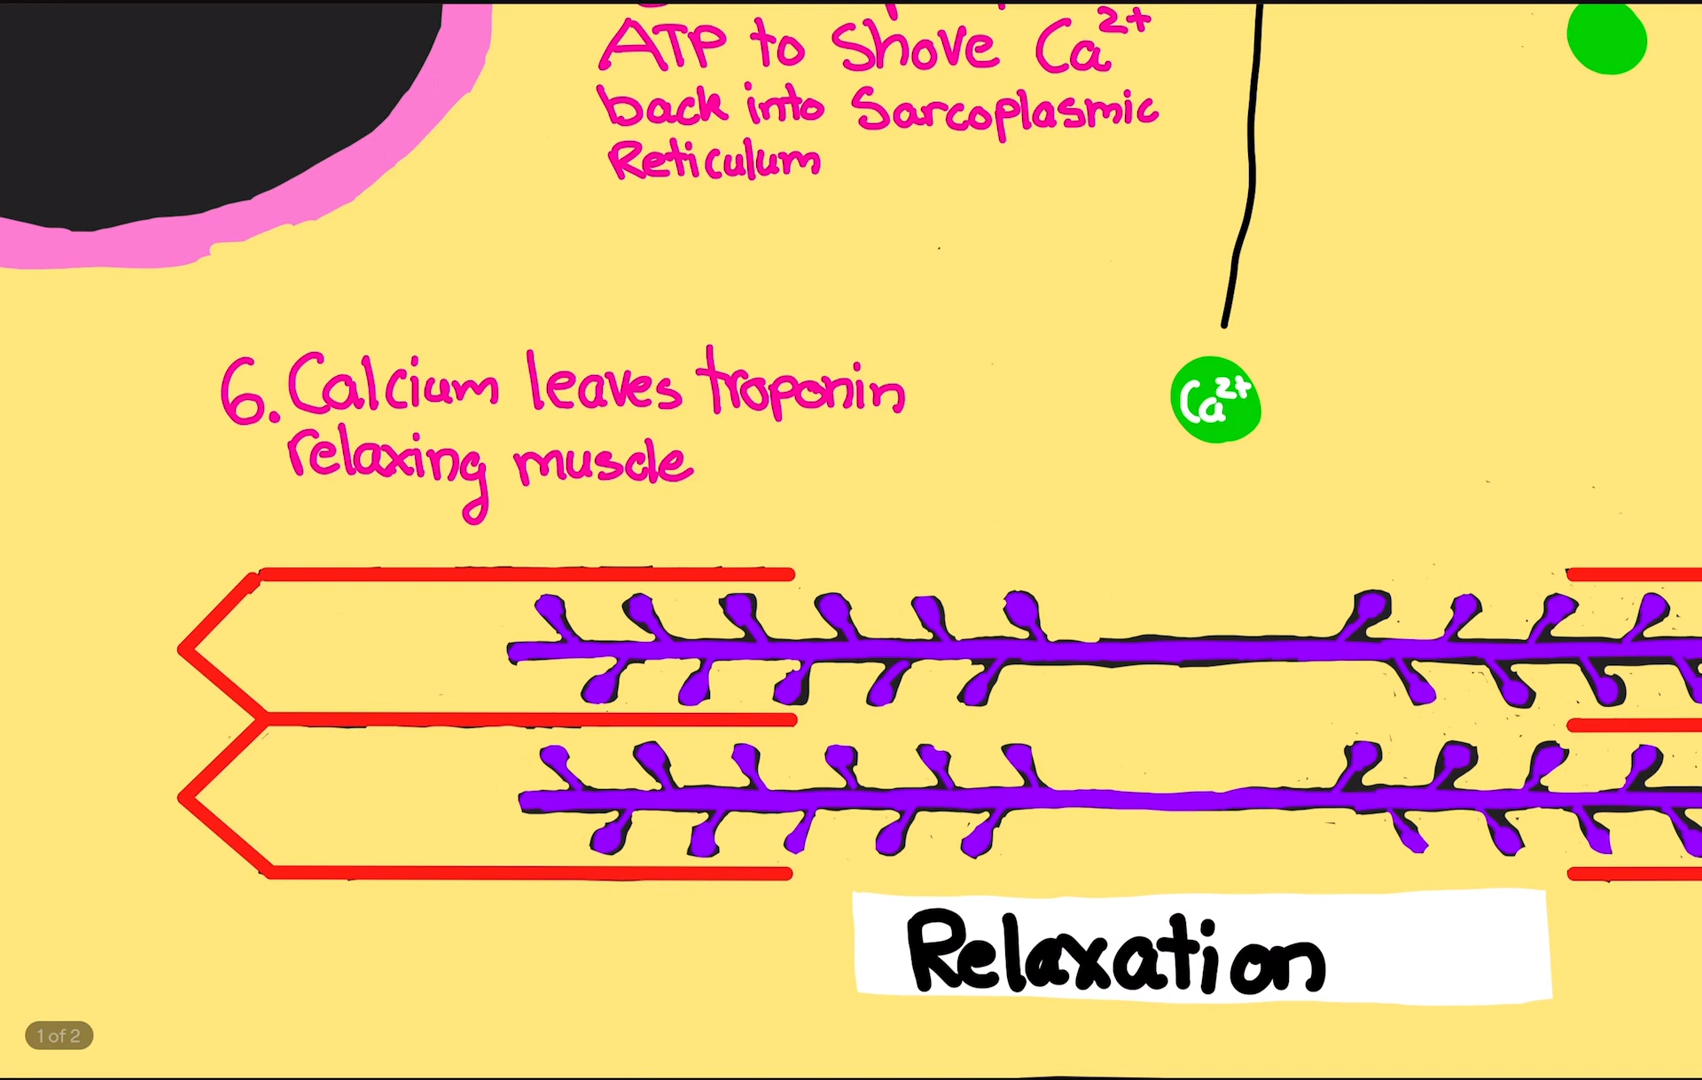 ATP to shove Ca²⁺
back into Sarcoplasmic
Reticulum
6. Calcium leaves troponin
relaxing muscle
Ca²⁺
Relaxation
1 of 2